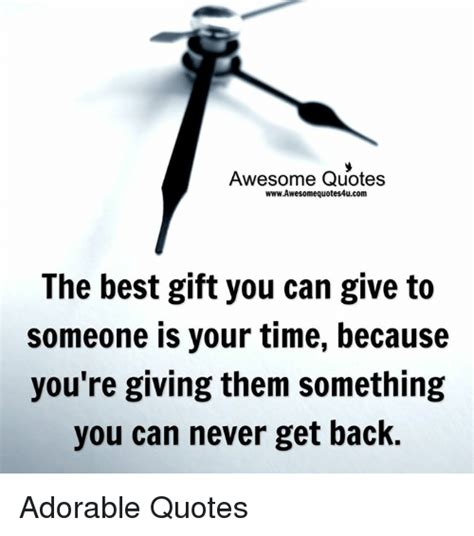 Awesome Quotes
www.Awesomequotes4u.com
The best gift you can give to
someone is your time, because
you're giving them something
you can never get back.
Adorable Quotes